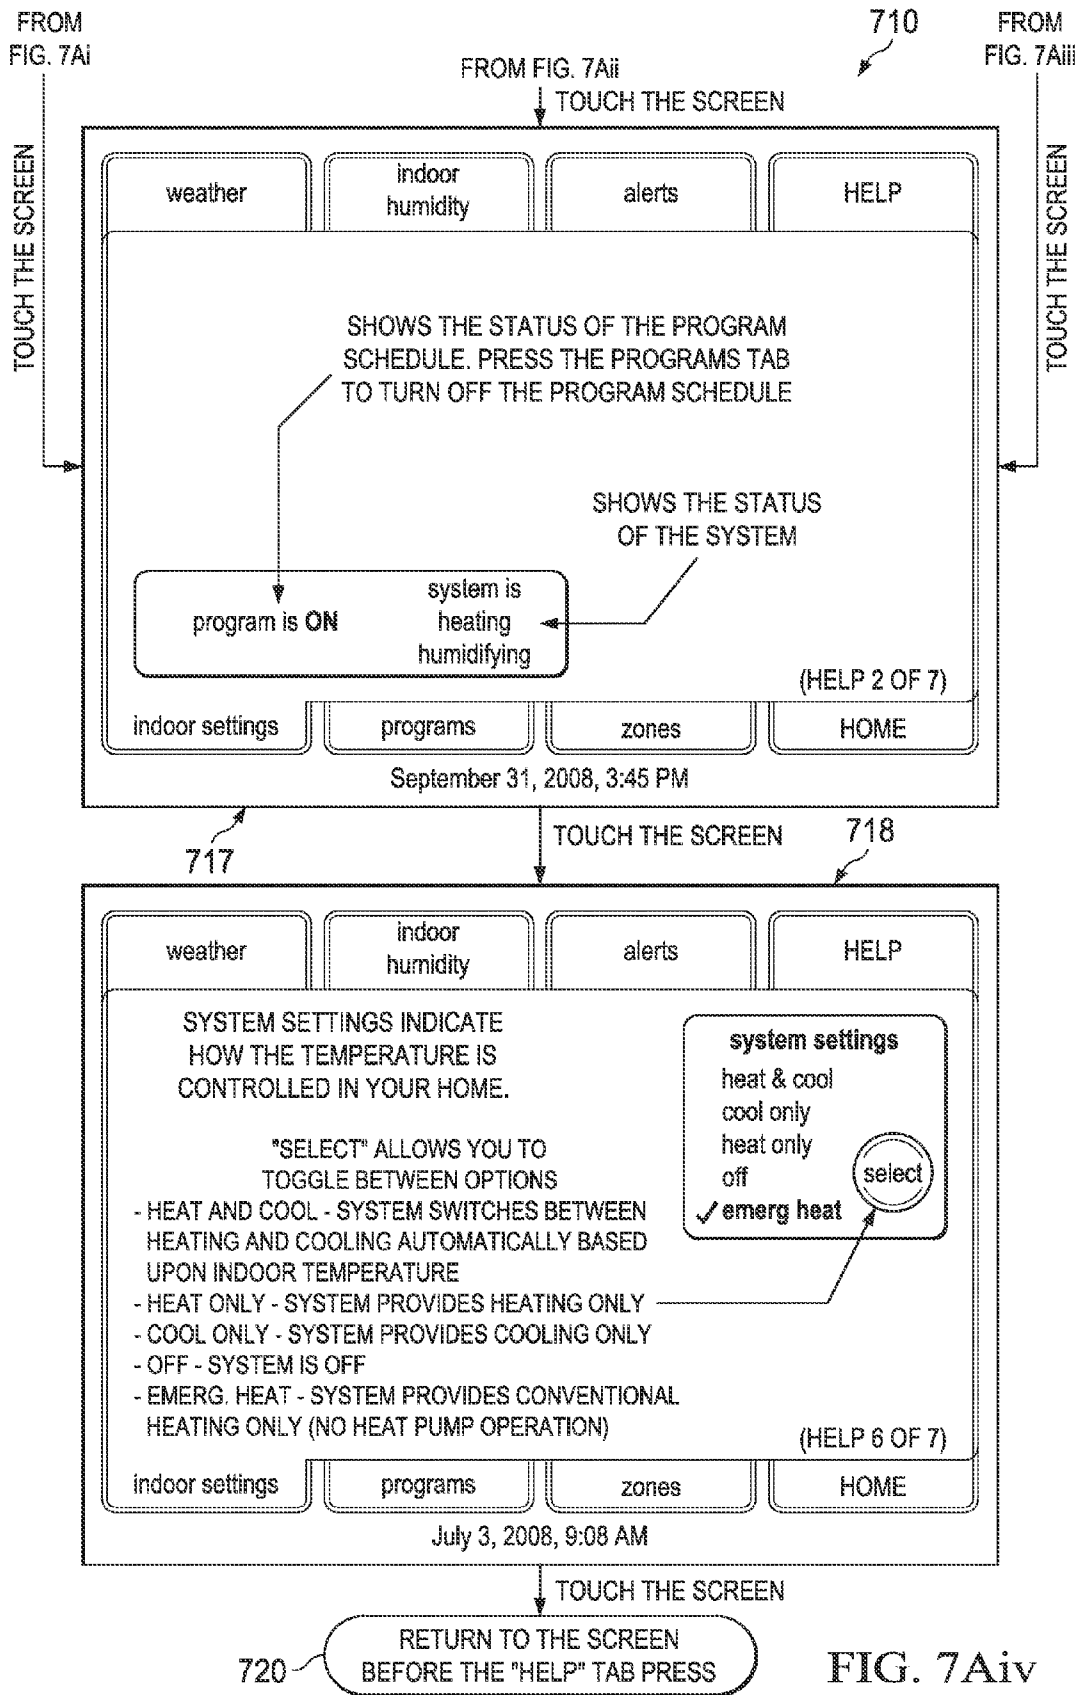 FROM
FIG. 7Ai
FROM FIG. 7Aii
710
FROM
FIG. 7Aiii
TOUCH THE SCREEN
TOUCH THE SCREEN
TOUCH THE SCREEN
weather
indoor
humidity
alerts
HELP
SHOWS THE STATUS OF THE PROGRAM
SCHEDULE. PRESS THE PROGRAMS TAB
TO TURN OFF THE PROGRAM SCHEDULE
SHOWS THE STATUS
OF THE SYSTEM
program is ON
system is
heating
humidifying
(HELP 2 OF 7)
indoor settings
programs
zones
HOME
September 31, 2008, 3:45 PM
717
TOUCH THE SCREEN
718
weather
indoor
humidity
alerts
HELP
SYSTEM SETTINGS INDICATE
HOW THE TEMPERATURE IS
CONTROLLED IN YOUR HOME.
"SELECT" ALLOWS YOU TO
TOGGLE BETWEEN OPTIONS
- HEAT AND COOL - SYSTEM SWITCHES BETWEEN
HEATING AND COOLING AUTOMATICALLY BASED
UPON INDOOR TEMPERATURE
- HEAT ONLY - SYSTEM PROVIDES HEATING ONLY
- COOL ONLY - SYSTEM PROVIDES COOLING ONLY
- OFF - SYSTEM IS OFF
- EMERG. HEAT - SYSTEM PROVIDES CONVENTIONAL
HEATING ONLY (NO HEAT PUMP OPERATION)
system settings
heat & cool
cool only
heat only
off
✓ emerg heat
select
(HELP 6 OF 7)
indoor settings
programs
zones
HOME
July 3, 2008, 9:08 AM
TOUCH THE SCREEN
720
RETURN TO THE SCREEN
BEFORE THE "HELP" TAB PRESS
FIG. 7Aiv